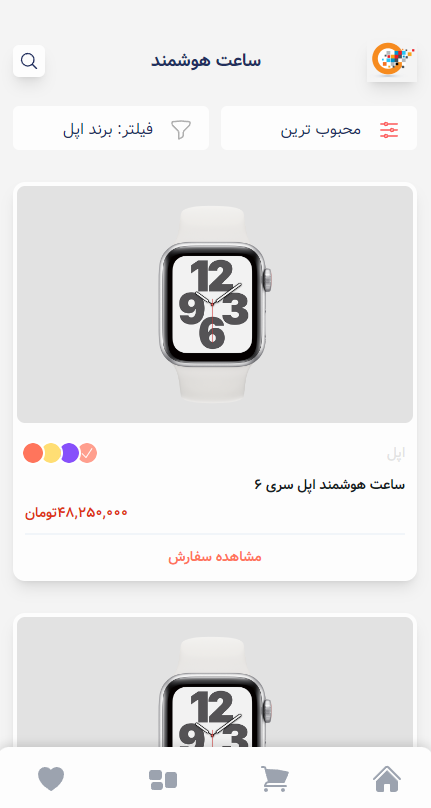 ساعت هوشمند
محبوب ترین
فیلتر: برند اپل
12
9 3
6
اپل
ساعت هوشمند اپل سری ۶
۴۸,۲۵۰,۰۰۰تومان
مشاهده سفارش
12
9 3